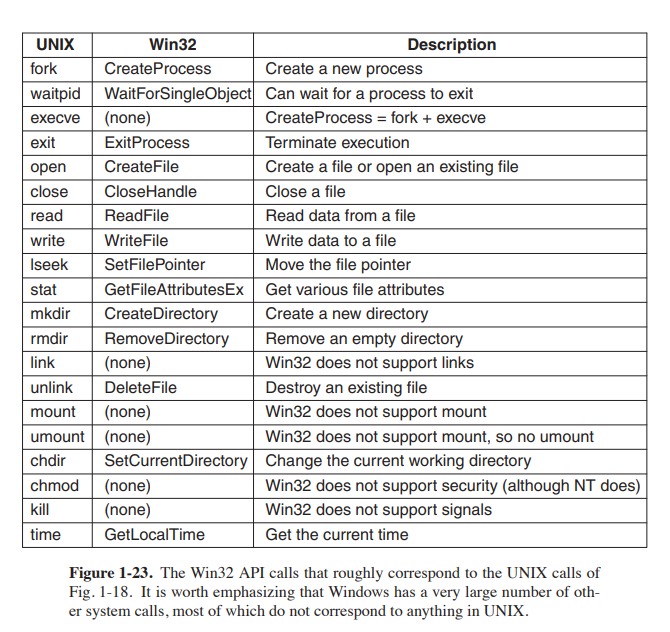 UNIX Win32 Description
fork CreateProcess Create a new process
waitpid WaitForSingleObject Can wait for a process to exit
execve (none) CreateProcess = fork + execve
exit ExitProcess Terminate execution
open CreateFile Create a file or open an existing file
close CloseHandle Close a file
read ReadFile Read data from a file
write WriteFile Write data to a file
lseek SetFilePointer Move the file pointer
stat GetFileAttributesEx Get various file attributes
mkdir CreateDirectory Create a new directory
rmdir RemoveDirectory Remove an empty directory
link (none) Win32 does not support links
unlink DeleteFile Destroy an existing file
mount (none) Win32 does not support mount
umount (none) Win32 does not support mount, so no umount
chdir SetCurrentDirectory Change the current working directory
chmod (none) Win32 does not support security (although NT does)
kill (none) Win32 does not support signals
time GetLocalTime Get the current time
Figure 1-23. The Win32 API calls that roughly correspond to the UNIX calls of
Fig. 1-18. It is worth emphasizing that Windows has a very large number of oth-
er system calls, most of which do not correspond to anything in UNIX.